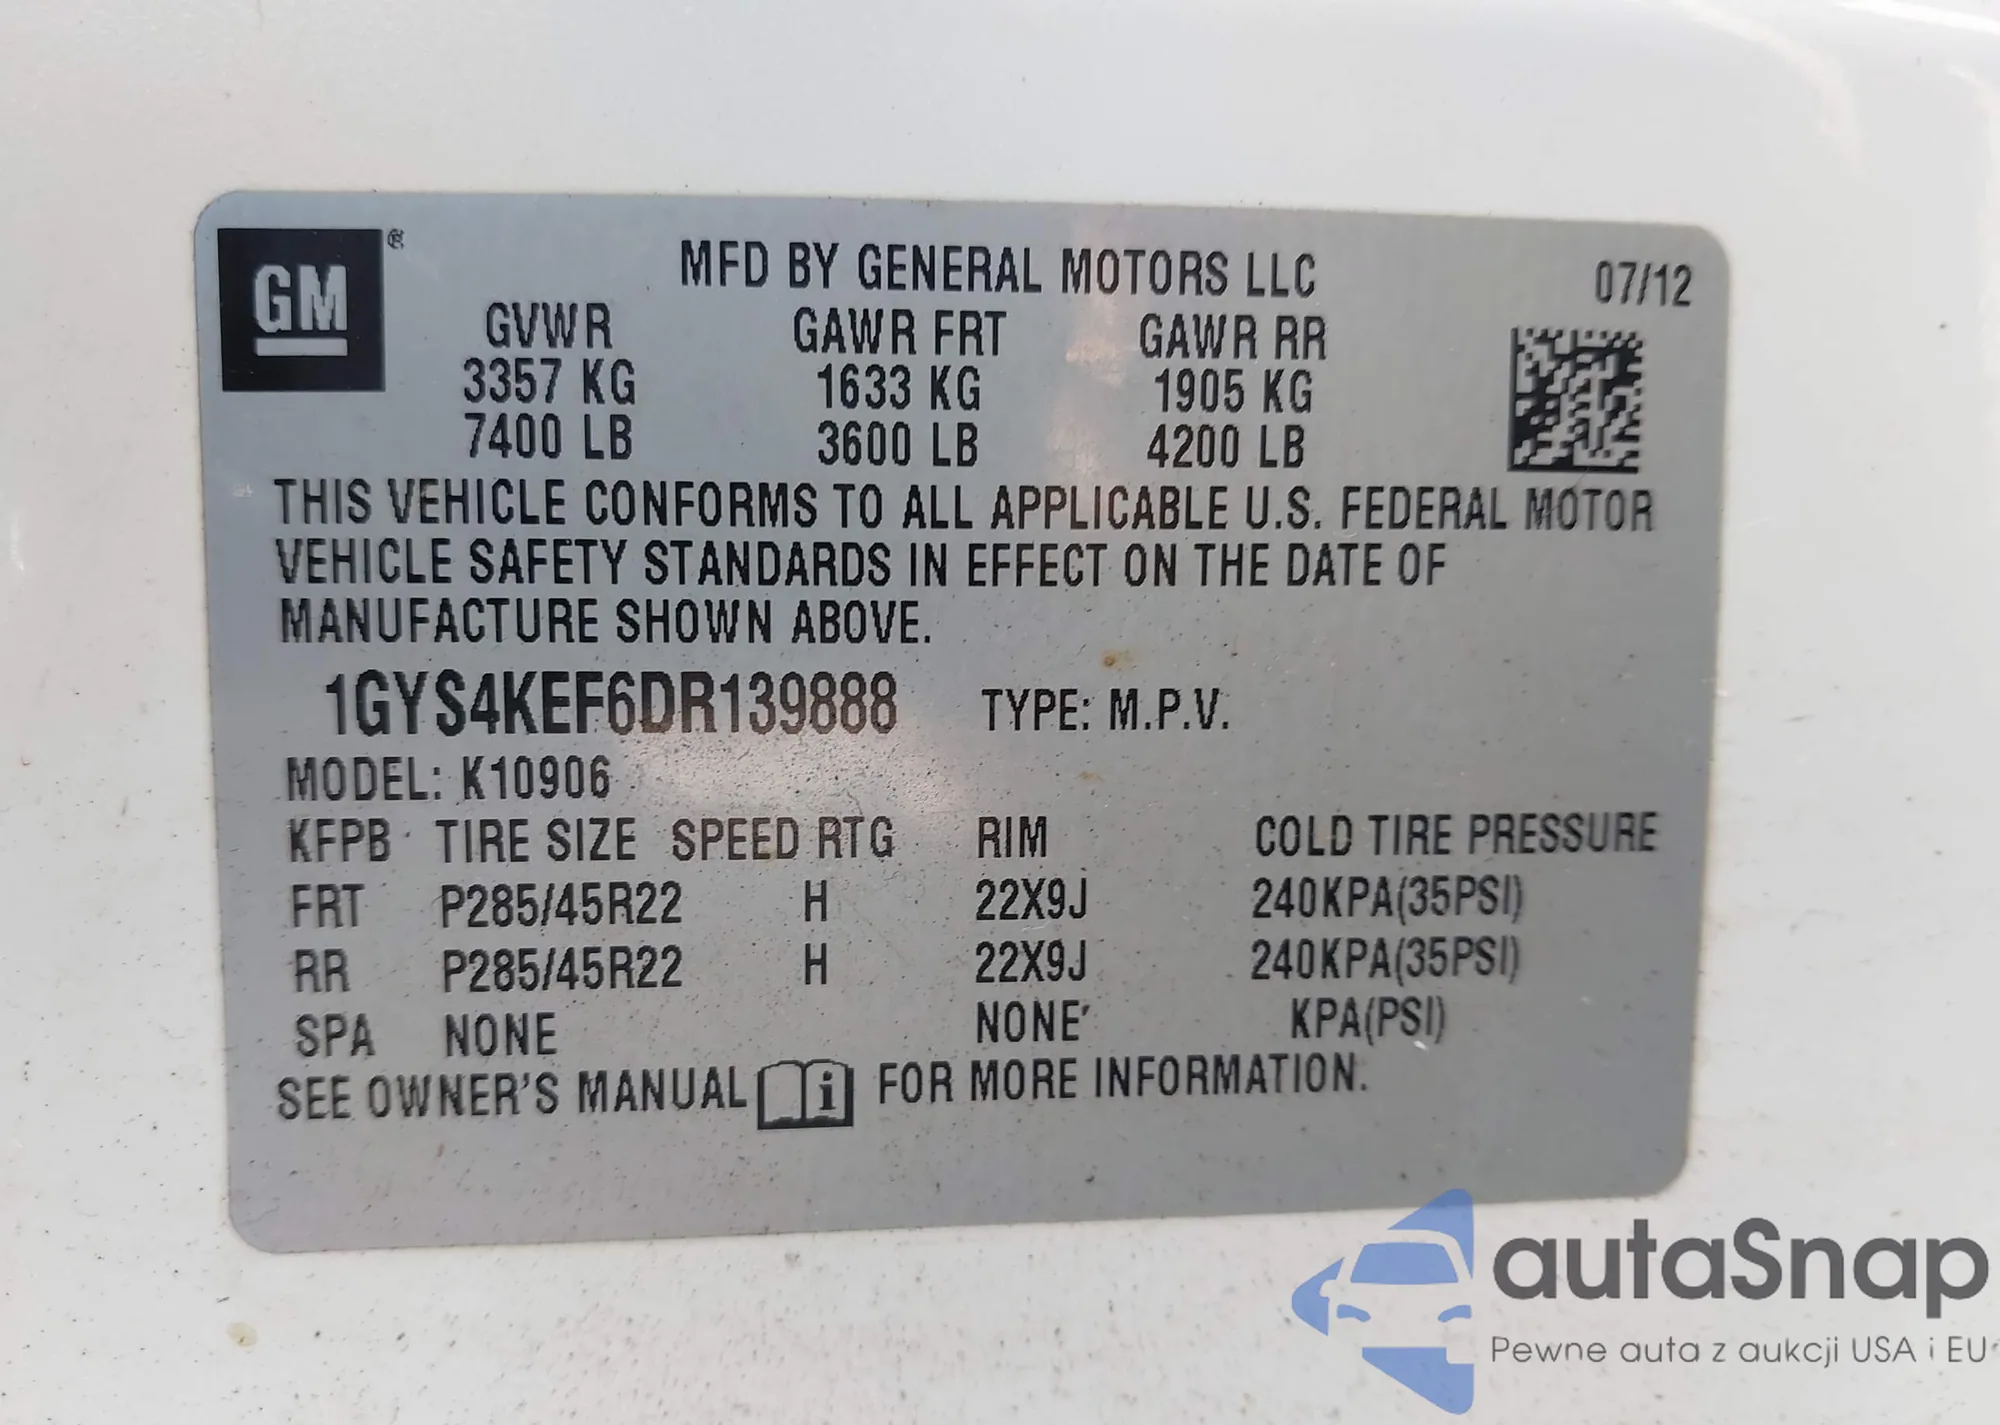 GM ®
MFD BY GENERAL MOTORS LLC 07/12
GVWR GAWR FRT GAWR RR
3357 KG 1633 KG 1905 KG
7400 LB 3600 LB 4200 LB
THIS VEHICLE CONFORMS TO ALL APPLICABLE U.S. FEDERAL MOTOR
VEHICLE SAFETY STANDARDS IN EFFECT ON THE DATE OF
MANUFACTURE SHOWN ABOVE.
1GYS4KEF6DR139888 TYPE: M.P.V.
MODEL: K10906
KFPB TIRE SIZE SPEED RTG RIM COLD TIRE PRESSURE
FRT P285/45R22 H 22X9J 240KPA(35PSI)
RR P285/45R22 H 22X9J 240KPA(35PSI)
SPA NONE NONE KPA(PSI)
SEE OWNER'S MANUAL i FOR MORE INFORMATION.
autaSnap
Pewne auta z aukcji USA i EU